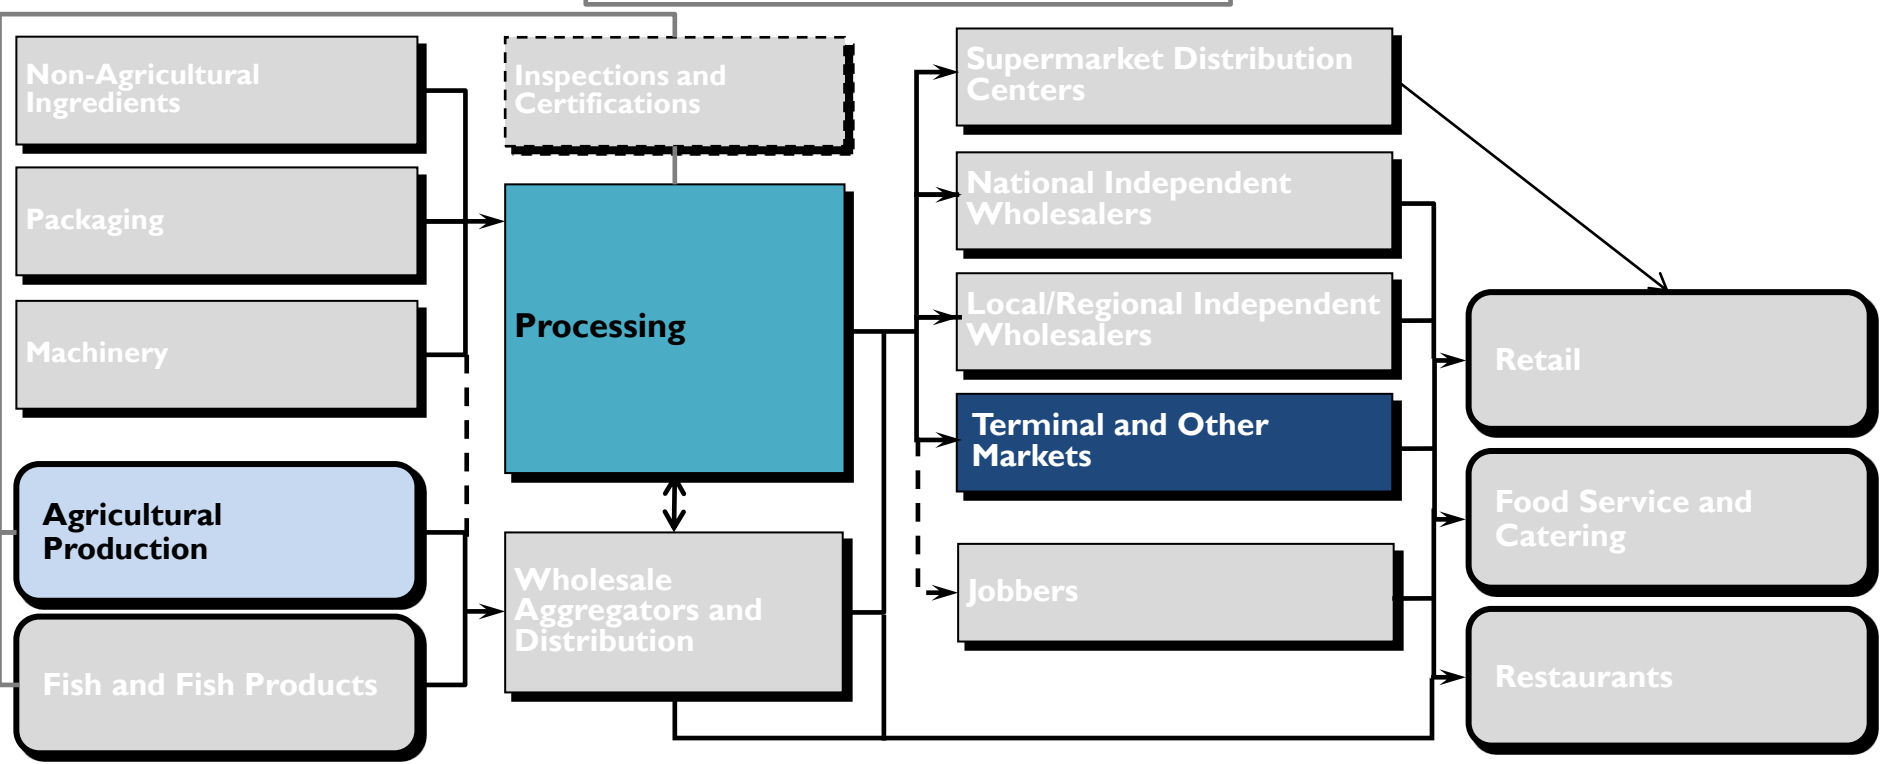 Non-Agricultural
Ingredients
Packaging
Machinery
Agricultural
Production
Fish and Fish Products
Inspections and
Certifications
Processing
Wholesale
Aggregators and
Distribution
Supermarket Distribution
Centers
National Independent
Wholesalers
Local/Regional Independent
Wholesalers
Terminal and Other
Markets
Jobbers
Retail
Food Service and
Catering
Restaurants